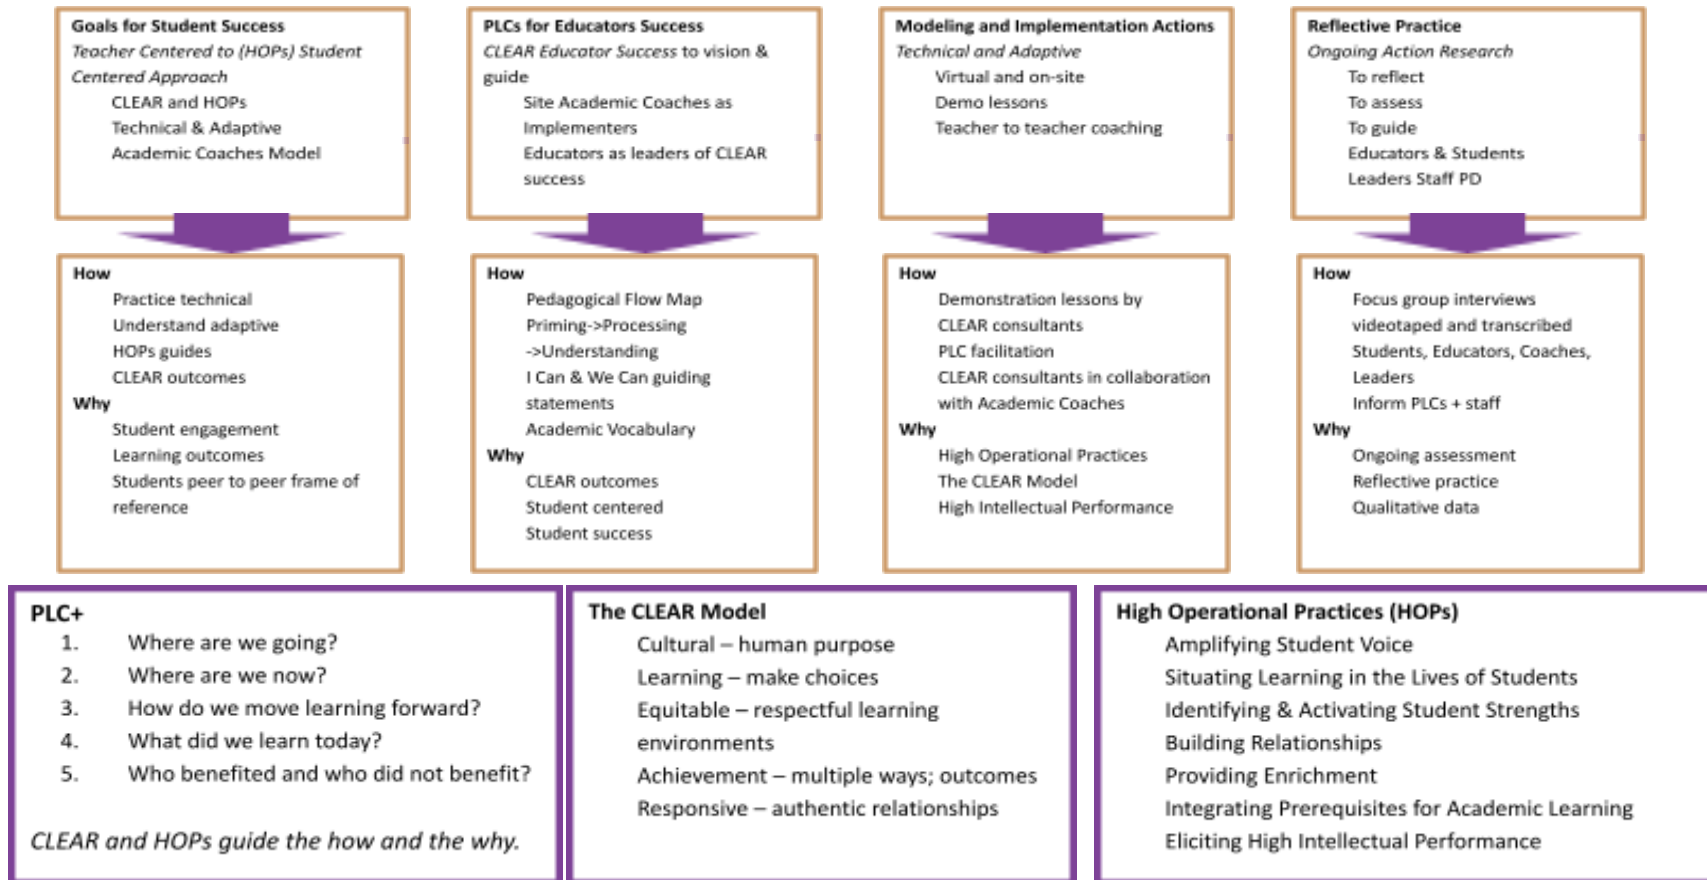 Goals for Student Success
Teacher Centered to (HOPs) Student
Centered Approach
CLEAR and HOPs
Technical & Adaptive
Academic Coaches Model
PLCs for Educators Success
CLEAR Educator Success to vision &
guide
Site Academic Coaches as
Implementers
Educators as leaders of CLEAR
success
Modeling and Implementation Actions
Technical and Adaptive
Virtual and on-site
Demo lessons
Teacher to teacher coaching
Reflective Practice
Ongoing Action Research
To reflect
To assess
To guide
Educators & Students
Leaders Staff PD
How
Practice technical
Understand adaptive
HOPs guides
CLEAR outcomes
Why
Student engagement
Learning outcomes
Students peer to peer frame of
reference
How
Pedagogical Flow Map
Priming->Processing
->Understanding
I Can & We Can guiding
statements
Academic Vocabulary
Why
CLEAR outcomes
Student centered
Student success
How
Demonstration lessons by
CLEAR consultants
PLC facilitation
CLEAR consultants in collaboration
with Academic Coaches
Why
High Operational Practices
The CLEAR Model
High Intellectual Performance
How
Focus group interviews
videotaped and transcribed
Students, Educators, Coaches,
Leaders
Inform PLCs + staff
Why
Ongoing assessment
Reflective practice
Qualitative data
PLC+
1. Where are we going?
2. Where are we now?
3. How do we move learning forward?
4. What did we learn today?
5. Who benefited and who did not benefit?
CLEAR and HOPs guide the how and the why.
The CLEAR Model
Cultural – human purpose
Learning – make choices
Equitable – respectful learning
environments
Achievement – multiple ways; outcomes
Responsive – authentic relationships
High Operational Practices (HOPs)
Amplifying Student Voice
Situating Learning in the Lives of Students
Identifying & Activating Student Strengths
Building Relationships
Providing Enrichment
Integrating Prerequisites for Academic Learning
Eliciting High Intellectual Performance